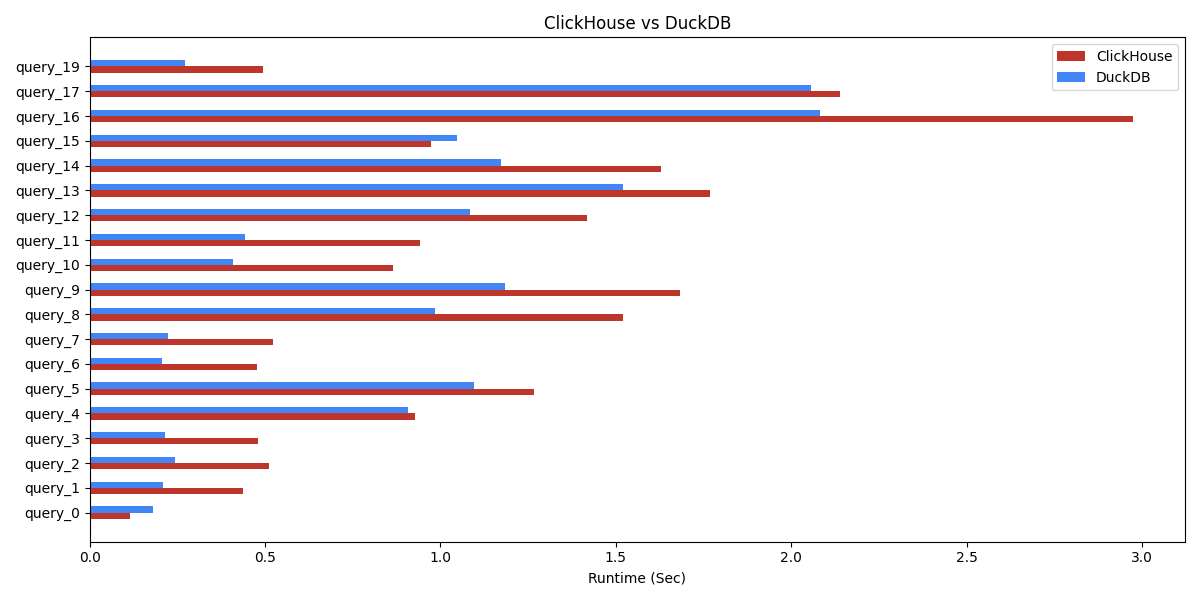 ClickHouse vs DuckDB
ClickHouse
DuckDB
query_19
query_17
query_16
query_15
query_14
query_13
query_12
query_11
query_10
query_9
query_8
query_7
query_6
query_5
query_4
query_3
query_2
query_1
query_0
0.0 0.5 1.0 1.5 2.0 2.5 3.0
Runtime (Sec)